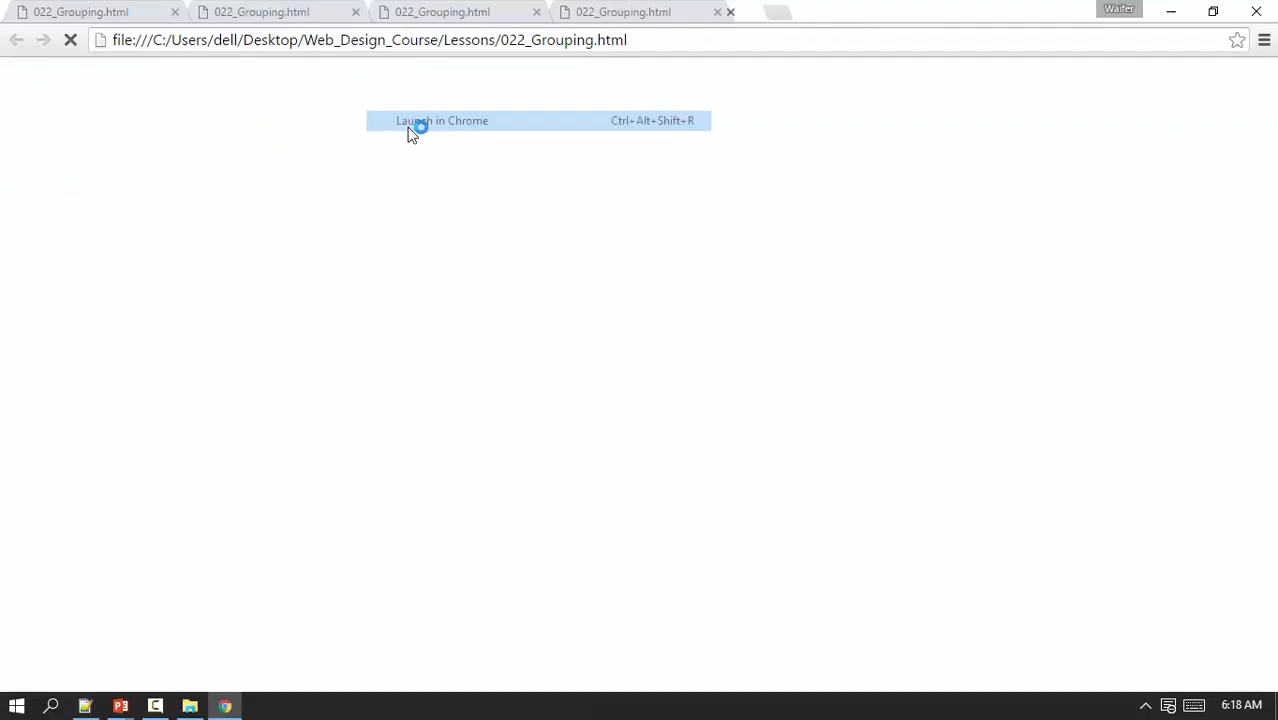 022_Grouping.html 022_Grouping.html 022_Grouping.html 022_Grouping.html Waifer
file:///C:/Users/dell/Desktop/Web_Design_Course/Lessons/022_Grouping.html
Launch in Chrome Ctrl+Alt+Shift+R
6:18 AM